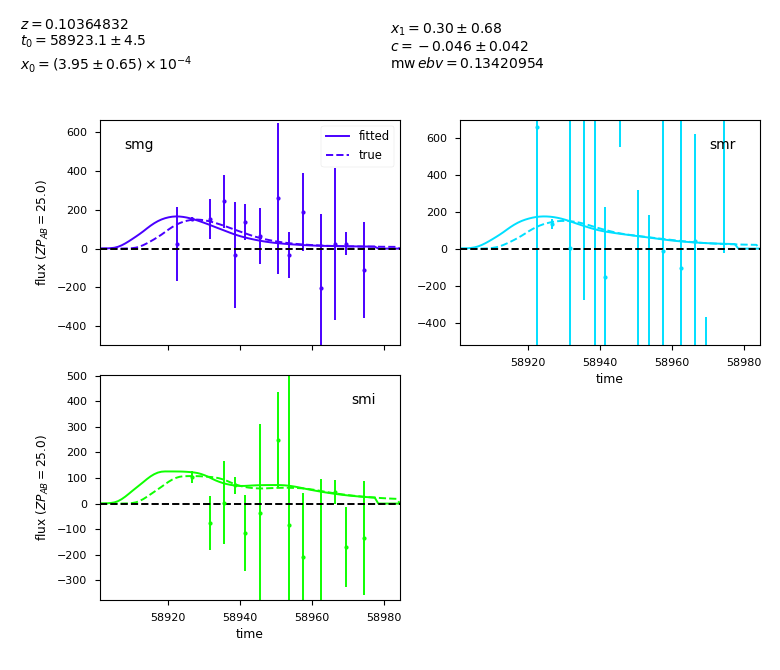 z = 0.10364832
t₀ = 58923.1 ± 4.5
x₀ = (3.95 ± 0.65) × 10⁻⁴
x₁ = 0.30 ± 0.68
c = −0.046 ± 0.042
mw ebv = 0.13420954
smg
fitted
true
600
400
200
0
−200
−400
flux (ZP_AB = 25.0)
smr
600
400
200
0
−200
−400
58920 58940 58960 58980
time
smi
500
400
300
200
100
0
−100
−200
−300
flux (ZP_AB = 25.0)
58920 58940 58960 58980
time